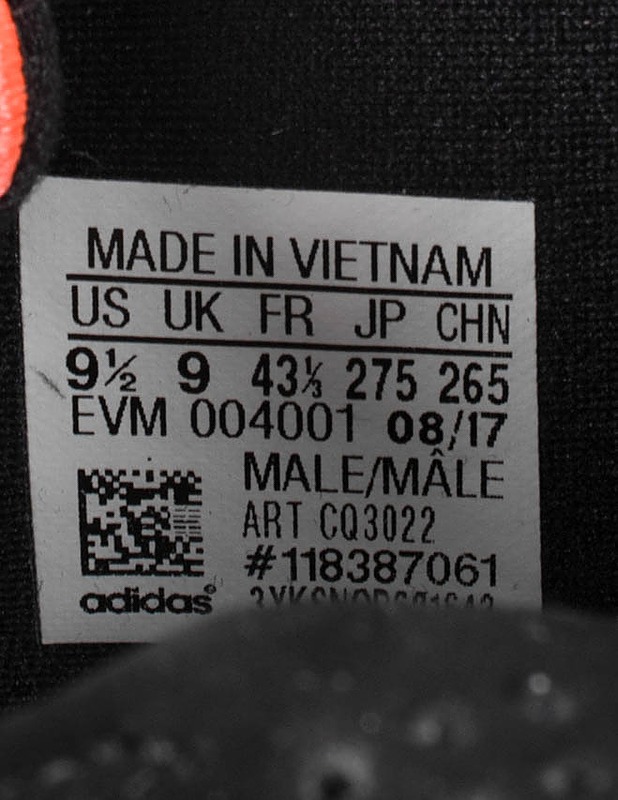 MADE IN VIETNAM
US UK FR JP CHN
9½ 9 43⅓ 275 265
EVM 004001 08/17
MALE/MÂLE
ART CQ3022
#118387061
adidas®